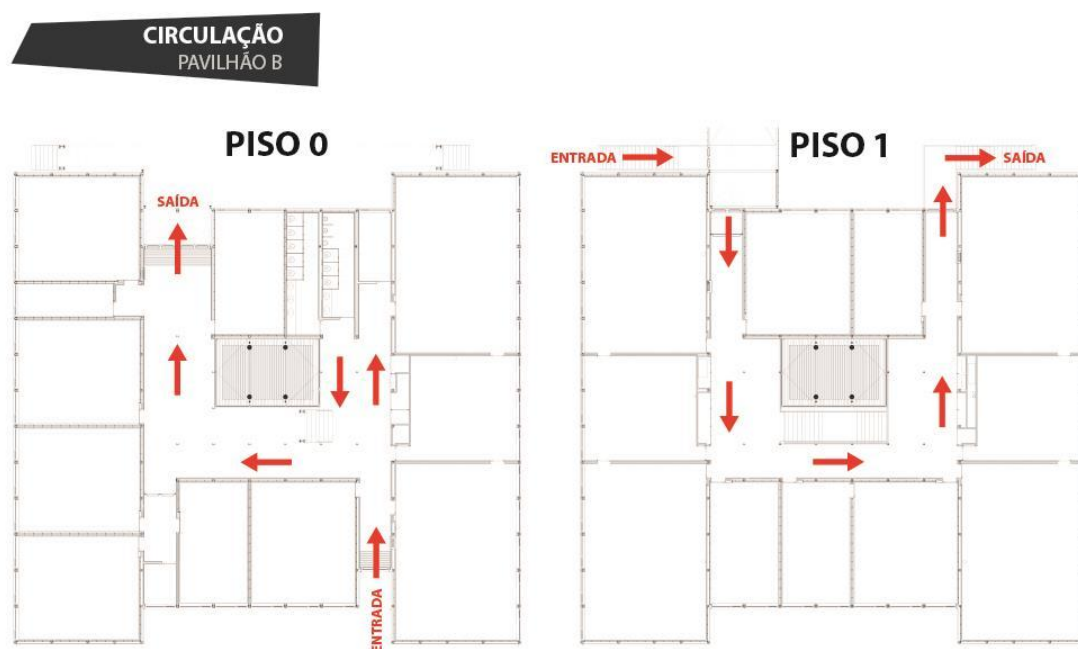 CIRCULAÇÃO
PAVILHÃO B
PISO 0
SAÍDA
ENTRADA
PISO 1
ENTRADA
SAÍDA